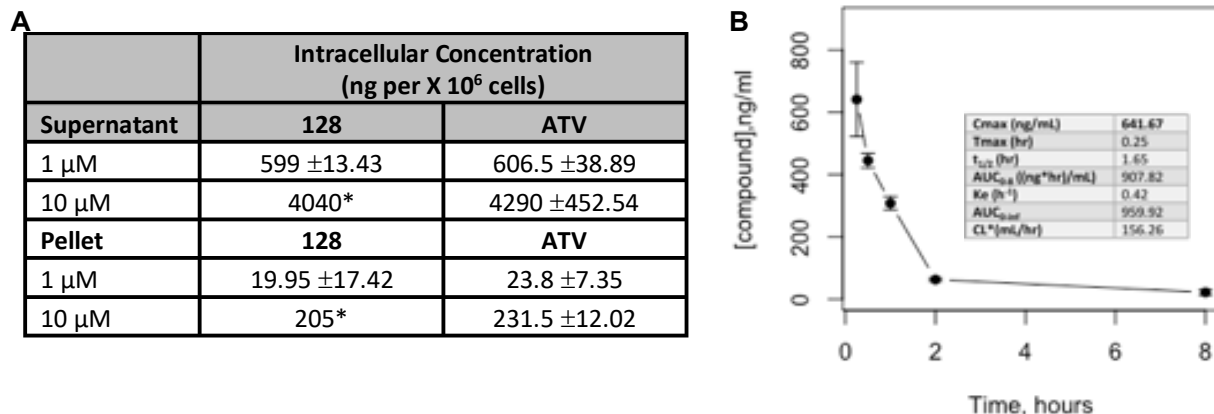 A
Intracellular Concentration
(ng per X 10⁶ cells)
Supernatant 128 ATV
1 µM 599 ±13.43 606.5 ±38.89
10 µM 4040* 4290 ±452.54
Pellet 128 ATV
1 µM 19.95 ±17.42 23.8 ±7.35
10 µM 205* 231.5 ±12.02
B
[compound],ng/ml
800
600
400
200
0
Cmax (ng/mL) 641.67
Tmax (hr) 0.25
t1/2 (hr) 1.65
AUC0-8 ((ng*hr)/mL) 907.82
Ke (h⁻¹) 0.42
AUC0-inf 959.92
CL*(mL/hr) 156.26
0 2 4 6 8
Time, hours